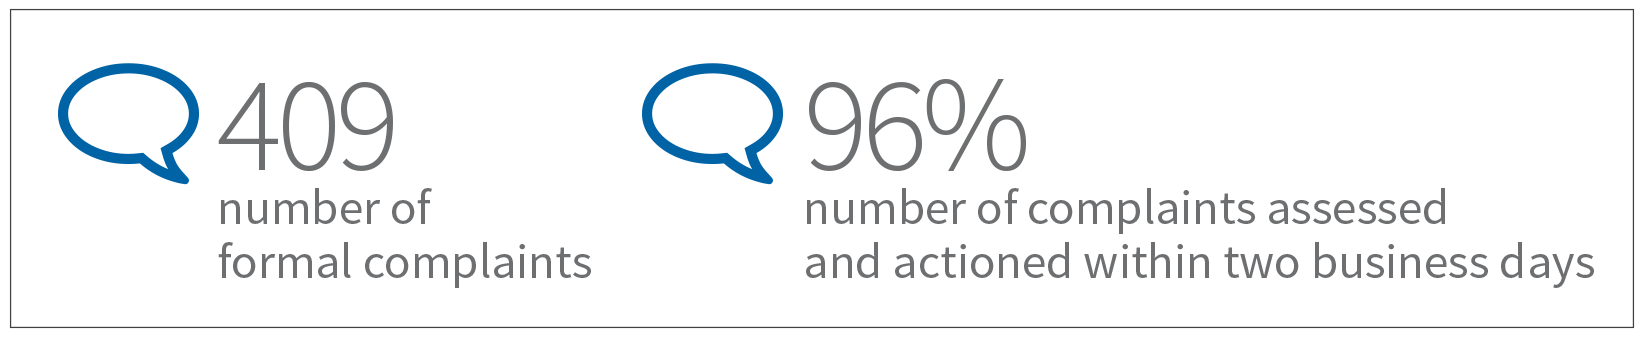 409
number of
formal complaints
96%
number of complaints assessed
and actioned within two business days